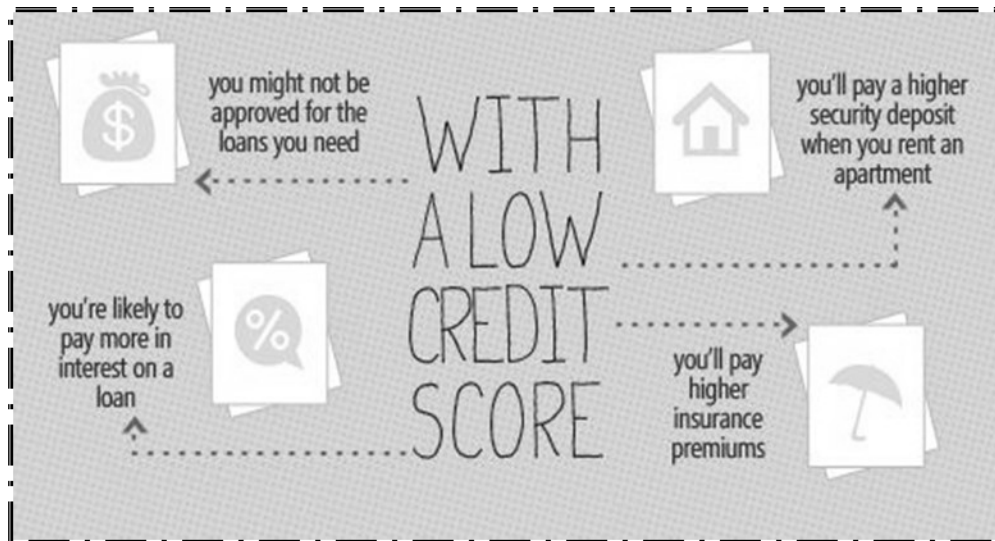 you might not be
approved for the
loans you need
WITH
A LOW
CREDIT
SCORE
$
you'll pay a higher
security deposit
when you rent an
apartment
you're likely to
pay more in
interest on a
loan
%
you'll pay
higher
insurance
premiums